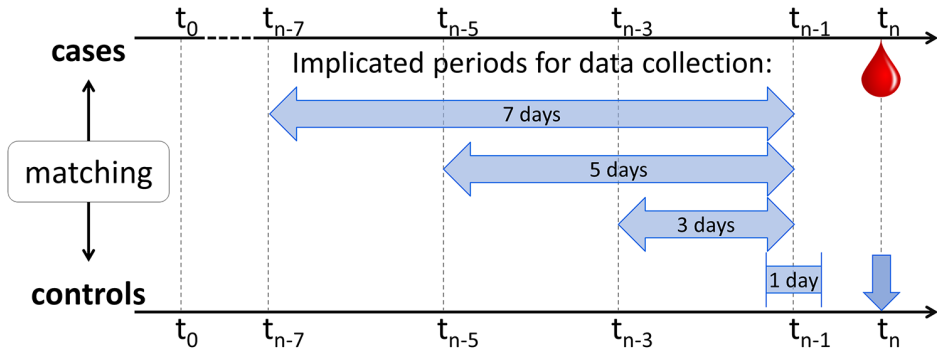 t₀ tₙ₋₇ tₙ₋₅ tₙ₋₃ tₙ₋₁ tₙ
cases
Implicated periods for data collection:
7 days
matching
5 days
3 days
1 day
controls
t₀ tₙ₋₇ tₙ₋₅ tₙ₋₃ tₙ₋₁ tₙ